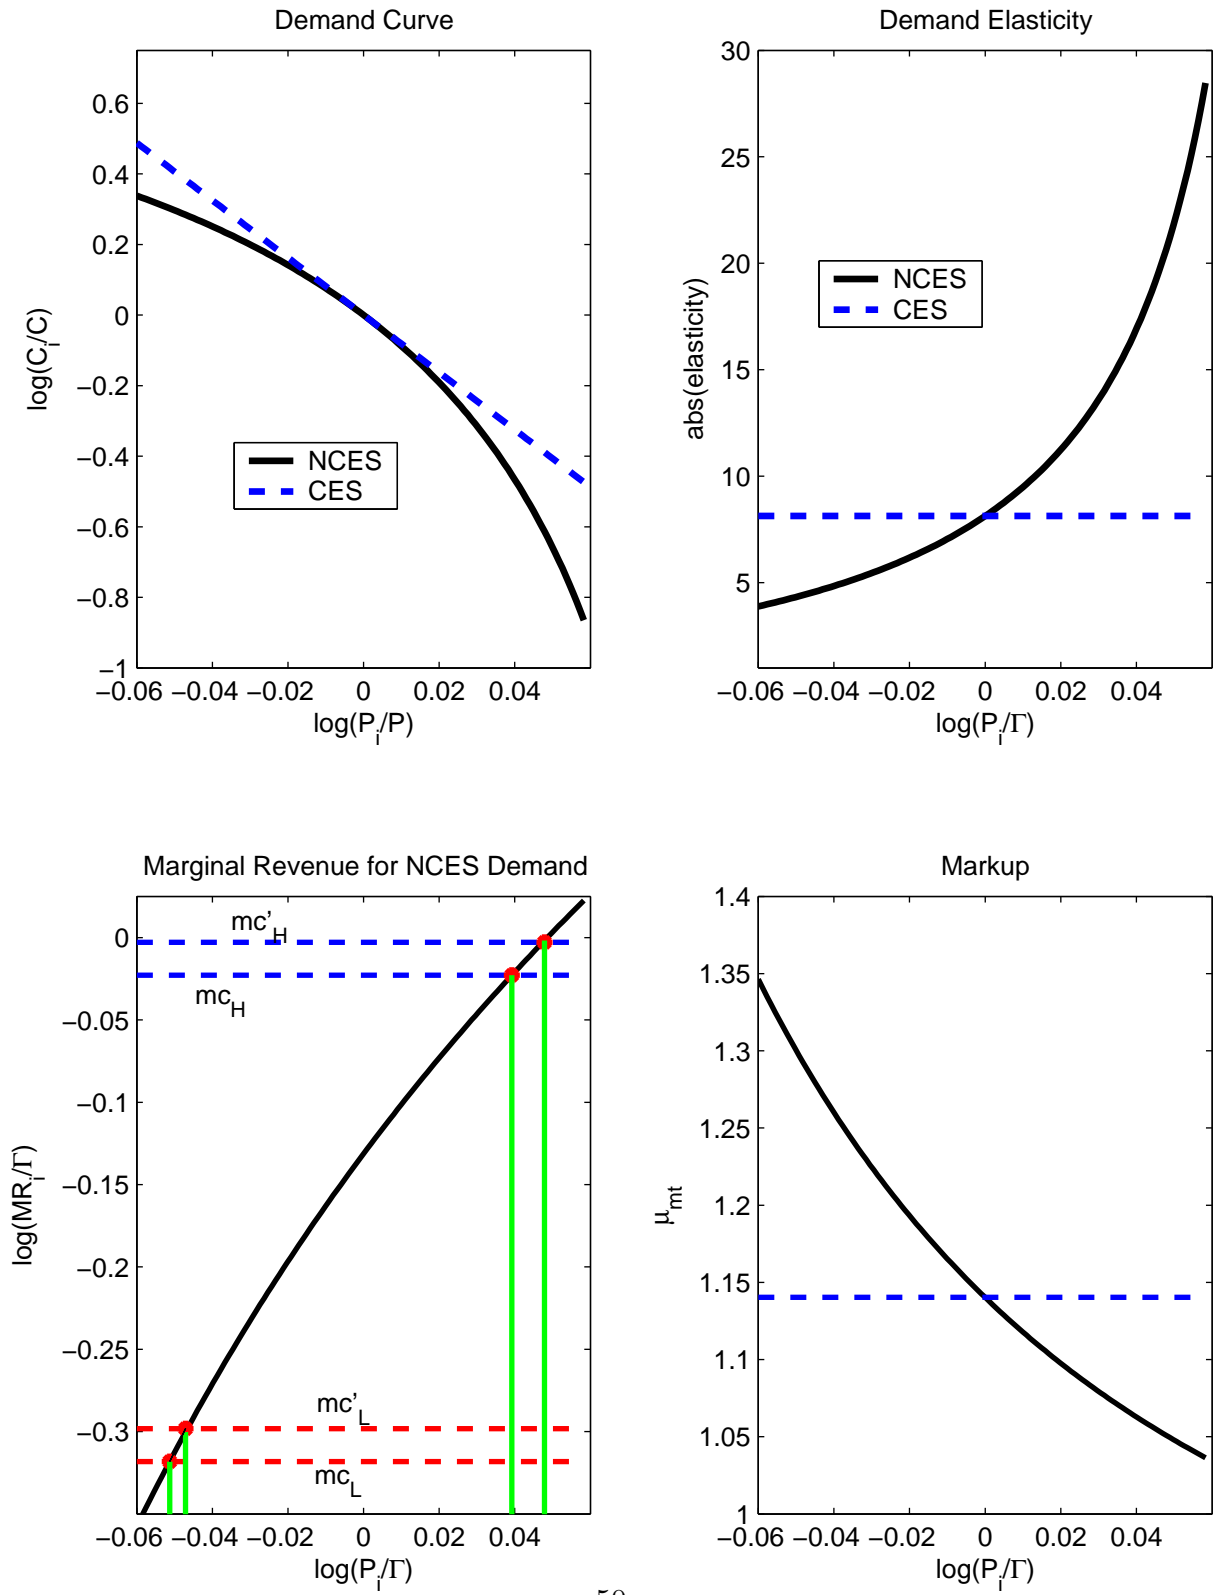 Demand Curve
0.6
0.4
0.2
0
−0.2
−0.4
−0.6
−0.8
−1
−0.06 −0.04 −0.02 0 0.02 0.04
log(P_i/P)
log(C_i/C)
NCES
CES
Demand Elasticity
30
25
20
15
10
5
−0.06 −0.04 −0.02 0 0.02 0.04
log(P_i/Γ)
abs(elasticity)
NCES
CES
Marginal Revenue for NCES Demand
0
−0.05
−0.1
−0.15
−0.2
−0.25
−0.3
−0.06 −0.04 −0.02 0 0.02 0.04
log(P_i/Γ)
log(MR_i/Γ)
mc'_H
mc_H
mc'_L
mc_L
Markup
1.4
1.35
1.3
1.25
1.2
1.15
1.1
1.05
1
−0.06 −0.04 −0.02 0 0.02 0.04
log(P_i/Γ)
μ_mt